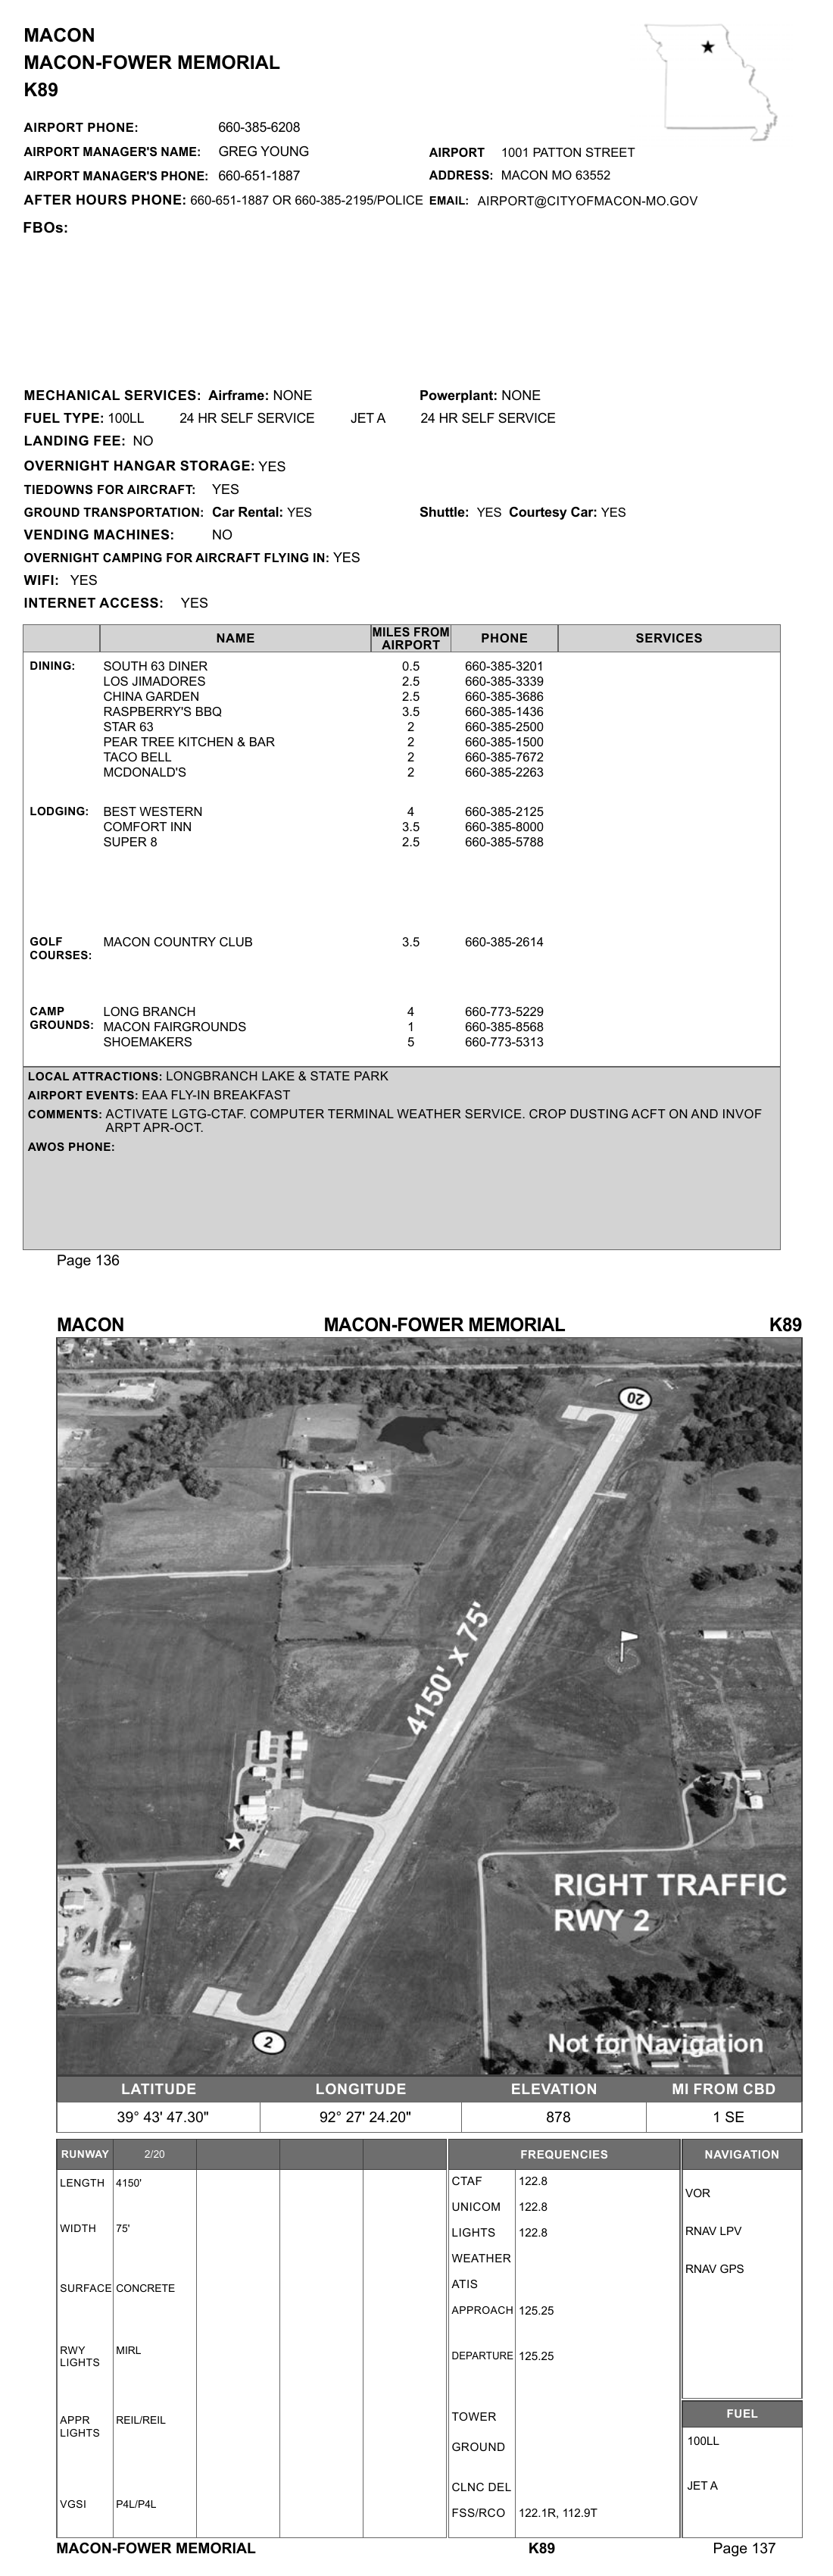 MACON
MACON-FOWER MEMORIAL
K89
AIRPORT PHONE: 660-385-6208
AIRPORT MANAGER'S NAME: GREG YOUNG
AIRPORT MANAGER'S PHONE: 660-651-1887
AFTER HOURS PHONE: 660-651-1887 OR 660-385-2195/POLICE
AIRPORT ADDRESS: 1001 PATTON STREET
MACON MO 63552
EMAIL: AIRPORT@CITYOFMACON-MO.GOV
FBOs:
MECHANICAL SERVICES: Airframe: NONE Powerplant: NONE
FUEL TYPE: 100LL 24 HR SELF SERVICE JET A 24 HR SELF SERVICE
LANDING FEE: NO
OVERNIGHT HANGAR STORAGE: YES
TIEDOWNS FOR AIRCRAFT: YES
GROUND TRANSPORTATION: Car Rental: YES Shuttle: YES Courtesy Car: YES
VENDING MACHINES: NO
OVERNIGHT CAMPING FOR AIRCRAFT FLYING IN: YES
WIFI: YES
INTERNET ACCESS: YES
NAME MILES FROM AIRPORT PHONE SERVICES
DINING: SOUTH 63 DINER 0.5 660-385-3201
LOS JIMADORES 2.5 660-385-3339
CHINA GARDEN 2.5 660-385-3686
RASPBERRY'S BBQ 3.5 660-385-1436
STAR 63 2 660-385-2500
PEAR TREE KITCHEN & BAR 2 660-385-1500
TACO BELL 2 660-385-7672
MCDONALD'S 2 660-385-2263
LODGING: BEST WESTERN 4 660-385-2125
COMFORT INN 3.5 660-385-8000
SUPER 8 2.5 660-385-5788
GOLF COURSES: MACON COUNTRY CLUB 3.5 660-385-2614
CAMP GROUNDS: LONG BRANCH 4 660-773-5229
MACON FAIRGROUNDS 1 660-385-8568
SHOEMAKERS 5 660-773-5313
LOCAL ATTRACTIONS: LONGBRANCH LAKE & STATE PARK
AIRPORT EVENTS: EAA FLY-IN BREAKFAST
COMMENTS: ACTIVATE LGTG-CTAF. COMPUTER TERMINAL WEATHER SERVICE. CROP DUSTING ACFT ON AND INVOF
ARPT APR-OCT.
AWOS PHONE:
Page 136
MACON MACON-FOWER MEMORIAL K89
20
4150' x 75'
RIGHT TRAFFIC
RWY 2
2
Not for Navigation
LATITUDE LONGITUDE ELEVATION MI FROM CBD
39° 43' 47.30" 92° 27' 24.20" 878 1 SE
RUNWAY 2/20
LENGTH 4150'
WIDTH 75'
SURFACE CONCRETE
RWY LIGHTS MIRL
APPR LIGHTS REIL/REIL
VGSI P4L/P4L
FREQUENCIES
CTAF 122.8
UNICOM 122.8
LIGHTS 122.8
WEATHER
ATIS
APPROACH 125.25
DEPARTURE 125.25
TOWER
GROUND
CLNC DEL
FSS/RCO 122.1R, 112.9T
NAVIGATION
VOR
RNAV LPV
RNAV GPS
FUEL
100LL
JET A
MACON-FOWER MEMORIAL K89 Page 137